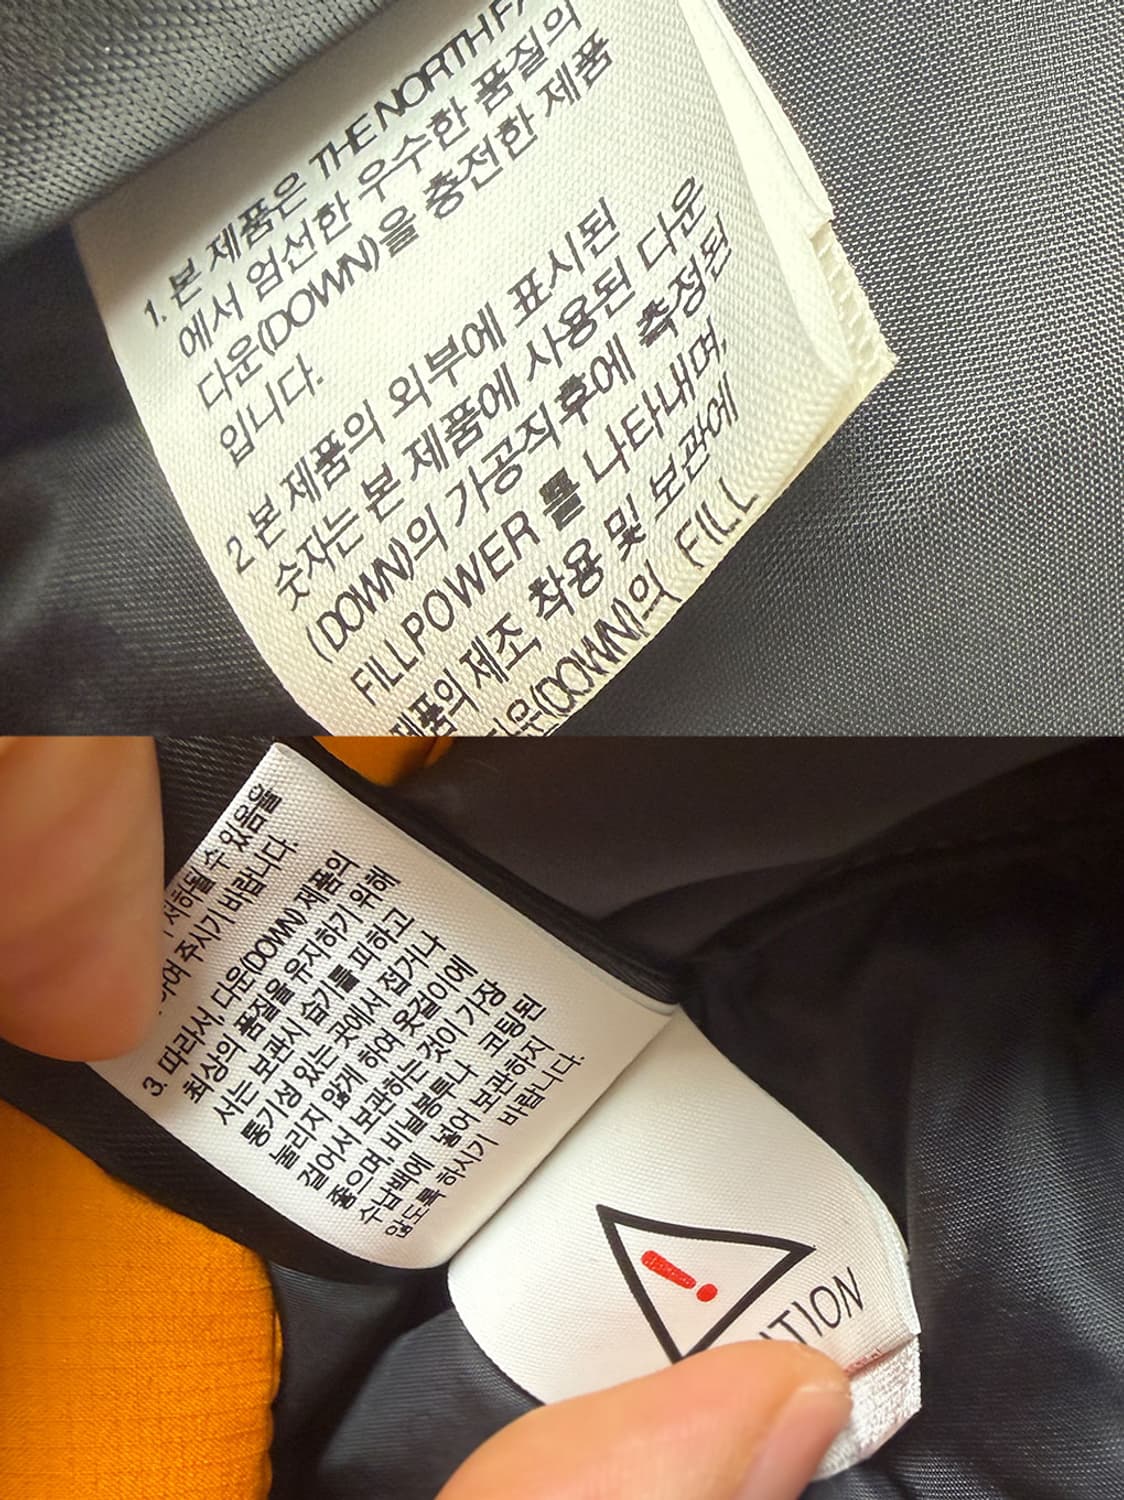 1. 본 제품은 THE NORTH
에서 엄선한 우수한 품질의
다운(DOWN)을 충전한 제품
입니다.
2 본 제품의 외부에 표시된
숫자는 본 제품에 사용된 다운
(DOWN)의 가공직후에 측정된
FILL POWER 를 나타내며,
제품의 제조, 착용 및 보관에
(DOWN)의 FILL
저하될 수 있음을
주시기 바랍니다.
3. 따라서, 다운(DOWN) 제품의
최상의 품질을 유지하기 위해
서는 보관시 습기를 피하고
통기성 있는 곳에서 접거나
눌리지 않게 하여 옷걸이에
걸어서 보관하는 것이 가장
좋으며, 비닐봉투나 코팅된
수납백에 넣어 보관하지
않도록 하시기 바랍니다.
!